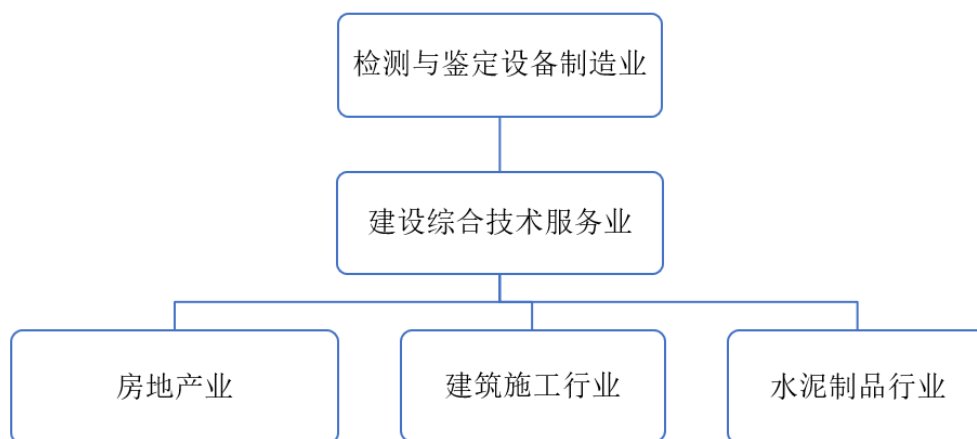 检测与鉴定设备制造业
建设综合技术服务业
房地产业
建筑施工行业
水泥制品行业